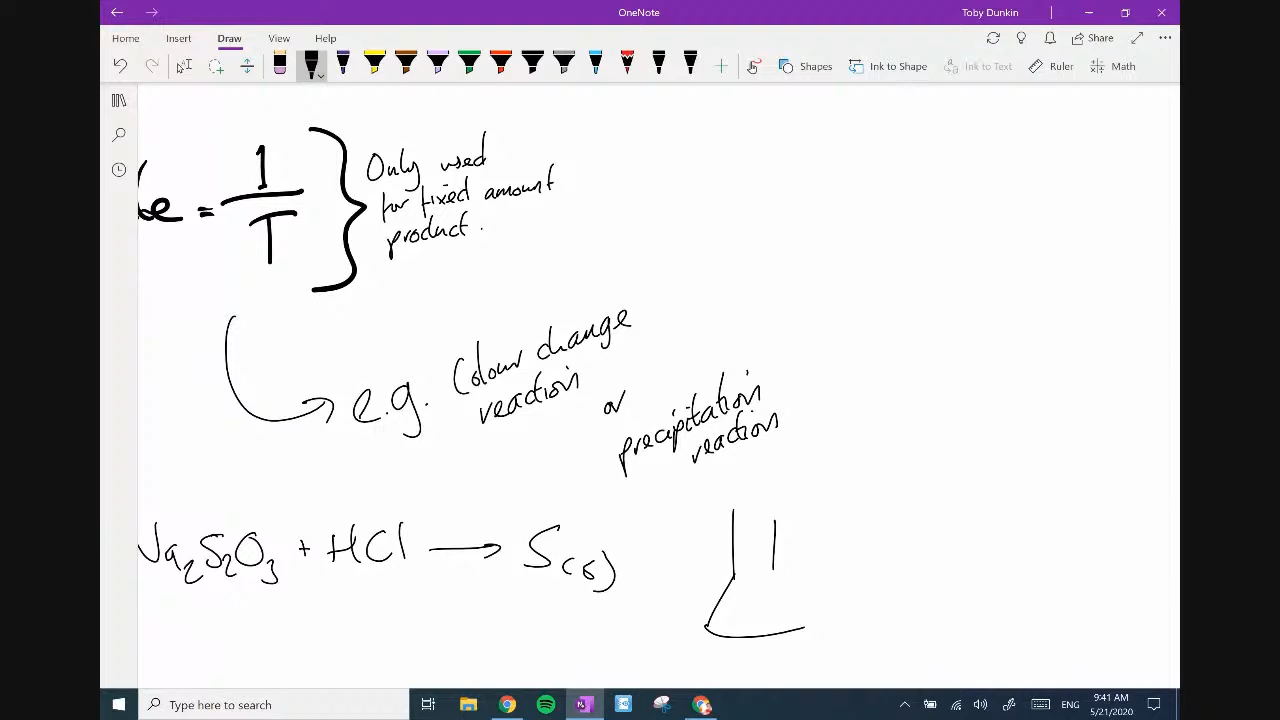 OneNote
Toby Dunkin
Home Insert Draw View Help
Share
Shapes
Ink to Shape
Ink to Text
Ruler
Math
= 1
T
Only used
for fixed amount
product.
e.g. Colour change
reaction
or
precipitation
reaction
Na2S2O3 + HCl → S(s)
Type here to search
ENG
9:41 AM
5/21/2020